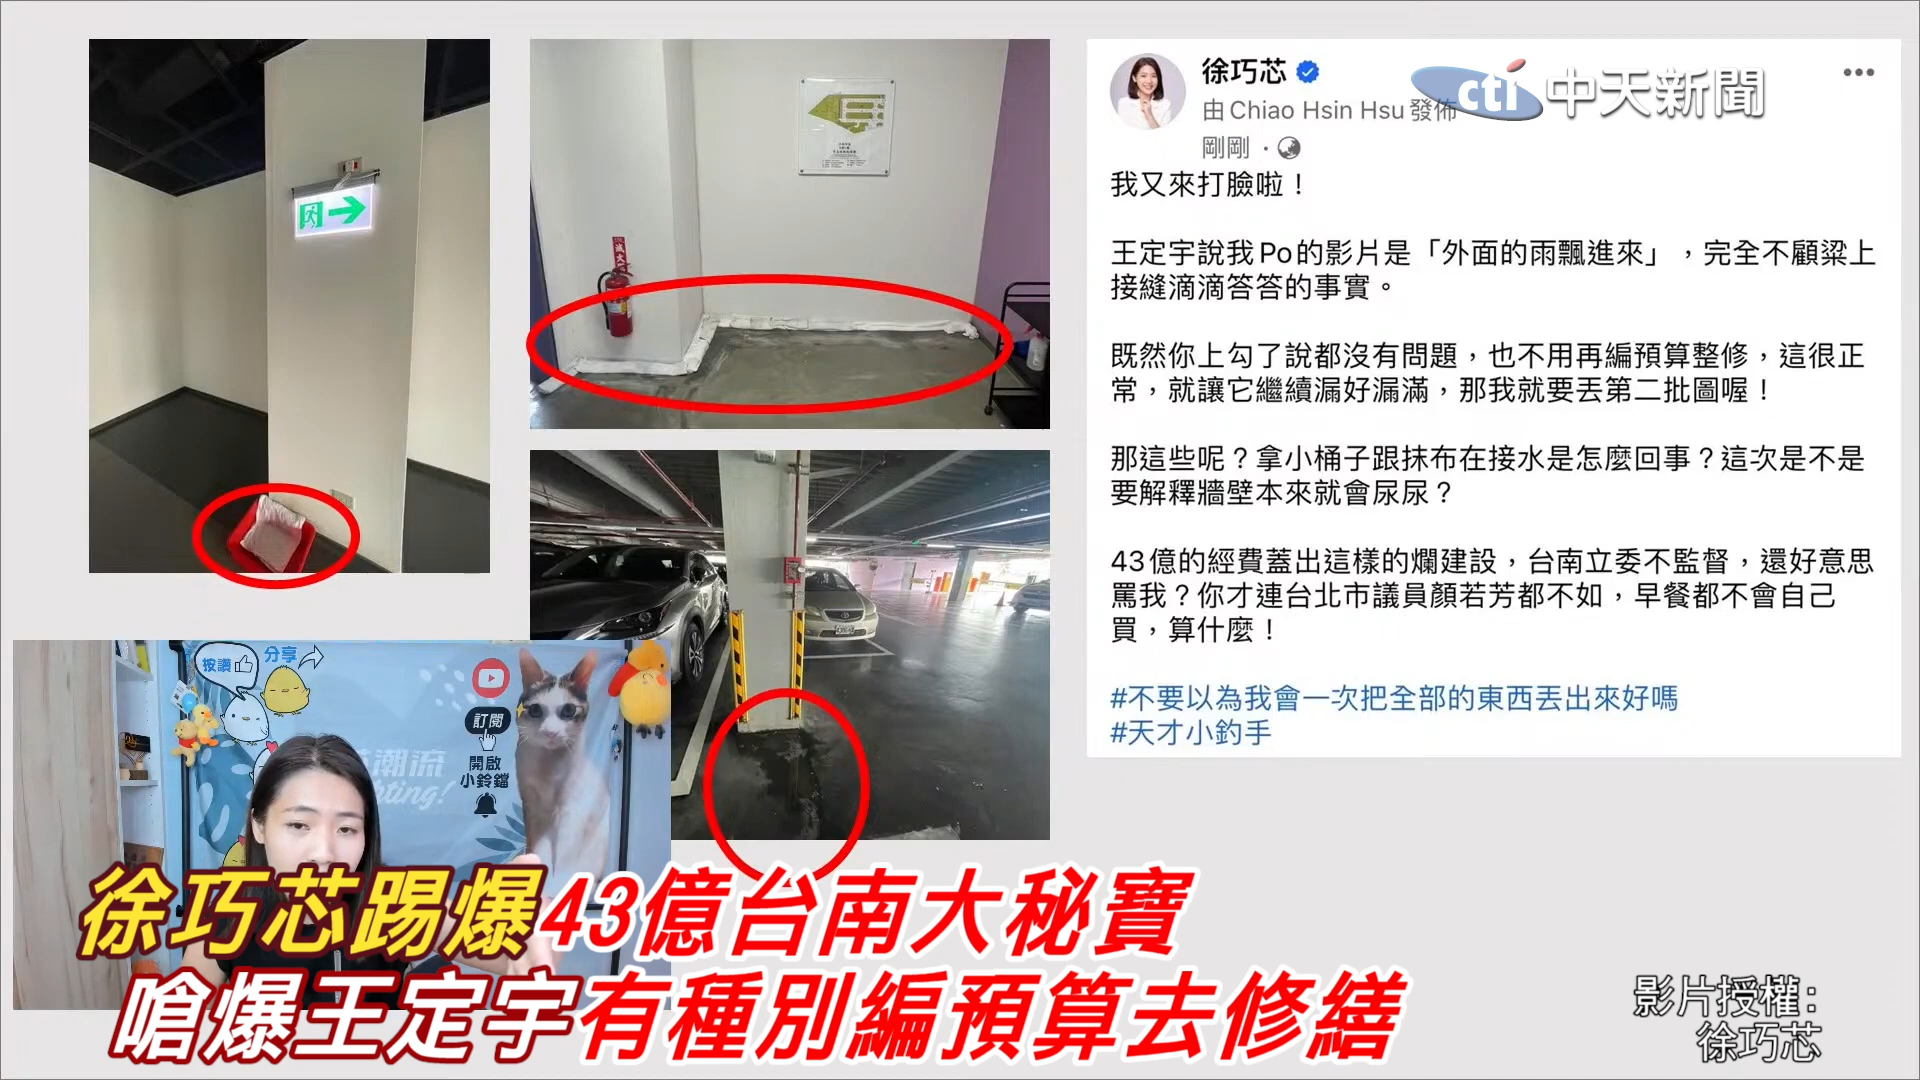 徐巧芯
由 Chiao Hsin Hsu 發佈
剛剛
cti 中天新聞
我又來打臉啦！
王定宇說我 Po 的影片是「外面的雨飄進來」，完全不顧粱上
接縫滴滴答答的事實。
既然你上勾了說都沒有問題，也不用再編預算整修，這很正
常，就讓它繼續漏好漏滿，那我就要丟第二批圖喔！
那這些呢？拿小桶子跟抹布在接水是怎麼回事？這次是不是
要解釋牆壁本來就會尿尿？
43 億的經費蓋出這樣的爛建設，台南立委不監督，還好意思
罵我？你才連台北市議員顏若芳都不如，早餐都不會自己
買，算什麼！
#不要以為我會一次把全部的東西丟出來好嗎
#天才小釣手
滅火
按讚
分享
訂閱
開啟
小鈴鐺
潮流
徐巧芯踢爆43億台南大秘寶
嗆爆王定宇有種別編預算去修繕
影片授權：
徐巧芯